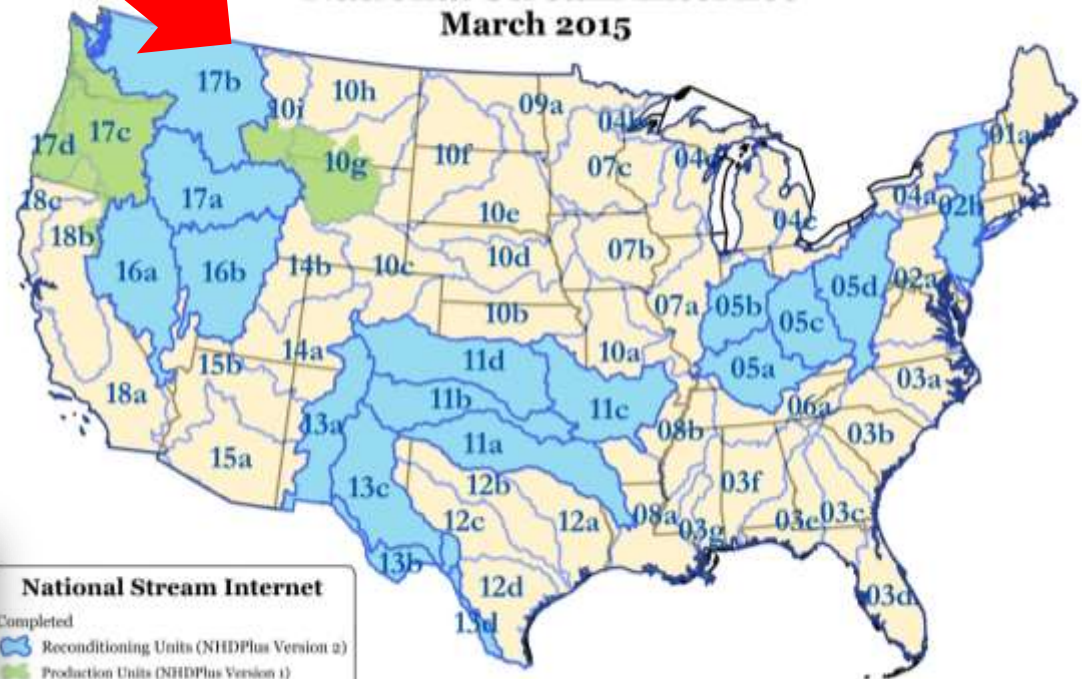 March 2015
17b
10i
10h
09a
04b
01a
17d
17c
10g
10f
07c
04a
02b
18c
17a
10e
04c
18b
16a
16b
14b
10c
10d
07b
05d
02a
10b
07a
05b
05c
14a
10a
05a
15b
11d
03a
18a
11b
11c
06a
13a
08b
03b
11a
15a
13c
12b
03f
12c
12a
08a
03g
03e
03c
13b
12d
03d
13d
National Stream Internet
Completed
Reconditioning Units (NHDPlus Version 2)
Production Units (NHDPlus Version 1)